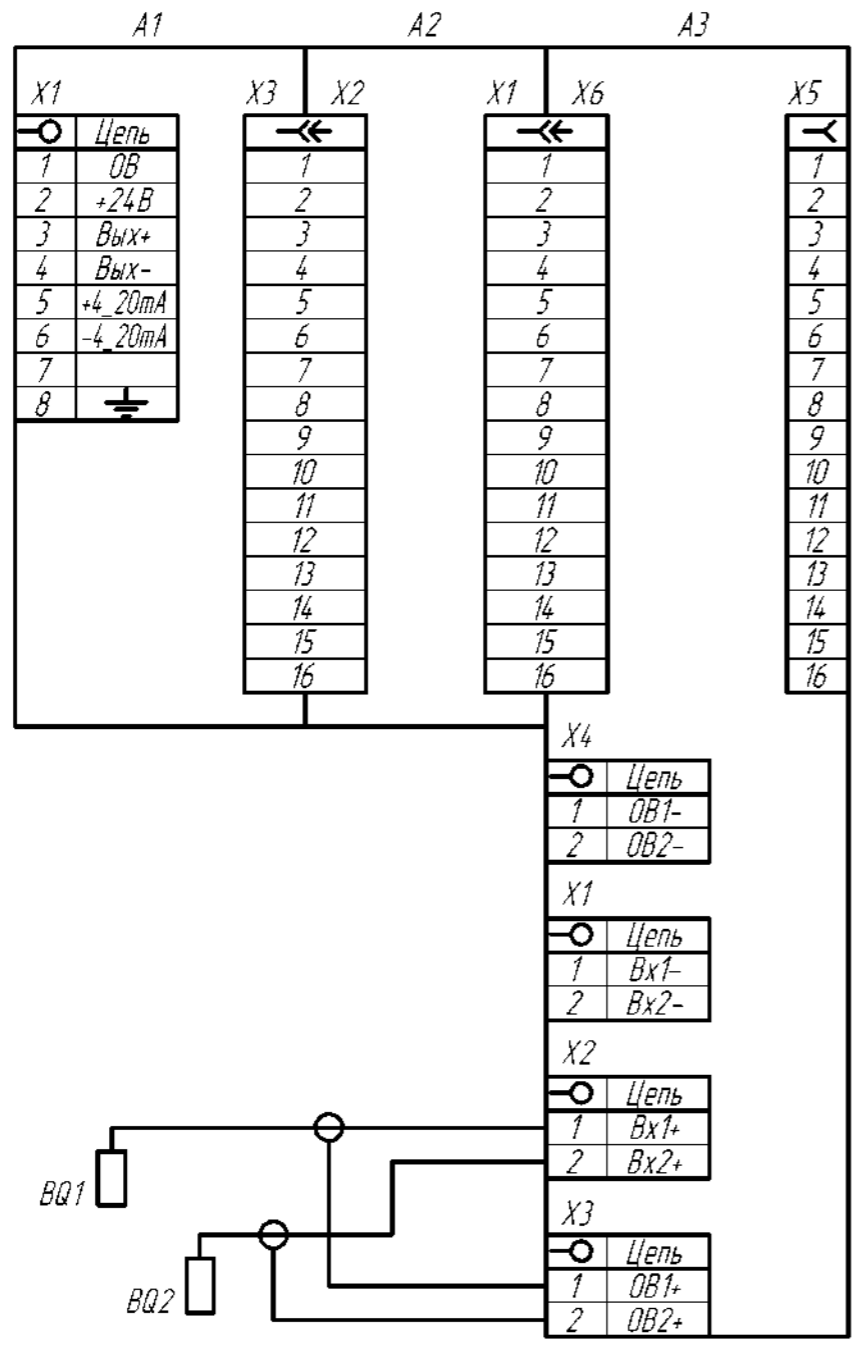 A1 A2 A3
X1 X3 X2 X1 X6 X5
Цепь
1 0В 1 1 1
2 +24В 2 2 2
3 Вых+ 3 3 3
4 Вых- 4 4 4
5 +4_20mA 5 5 5
6 -4_20mA 6 6 6
7 7 7 7
8 8 8 8
9 9 9
10 10 10
11 11 11
12 12 12
13 13 13
14 14 14
15 15 15
16 16 16
X4
Цепь
1 0В1-
2 0В2-
X1
Цепь
1 Вх1-
2 Вх2-
X2
Цепь
1 Вх1+
2 Вх2+
BQ1
X3
Цепь
1 0В1+
BQ2
2 0В2+